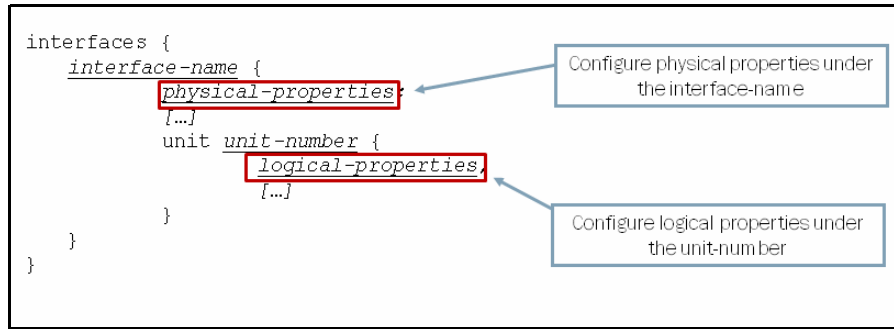 interfaces {
interface-name {
physical-properties;
[…]
unit unit-number {
logical-properties;
[…]
}
}
}
Configure physical properties under
the interface-name
Configure logical properties under
the unit-number